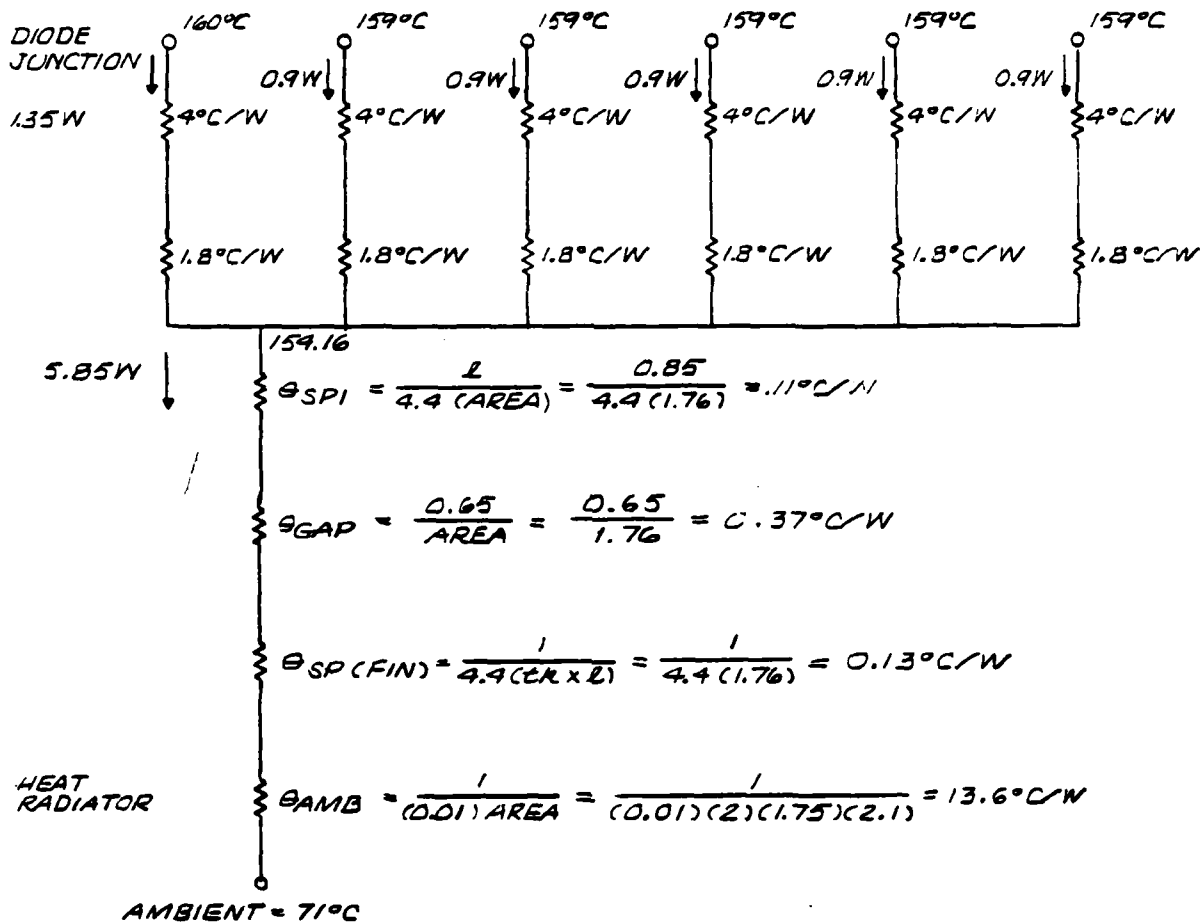 160°C 159°C 159°C 159°C 159°C 159°C
DIODE
JUNCTION
0.9W 0.9W 0.9W 0.9W 0.9W
1.35W 4°C/W 4°C/W 4°C/W 4°C/W 4°C/W 4°C/W
1.8°C/W 1.8°C/W 1.8°C/W 1.8°C/W 1.8°C/W 1.8°C/W
154.16
5.85W
θSPI = l / 4.4 (AREA) = 0.85 / 4.4 (1.76) = .11°C/W
θGAP = 0.65 / AREA = 0.65 / 1.76 = 0.37°C/W
θSP(FIN) = 1 / 4.4(tk x l) = 1 / 4.4(1.76) = 0.13°C/W
HEAT
RADIATOR
θAMB = 1 / (0.01) AREA = 1 / (0.01)(2)(1.75)(2.1) = 13.6°C/W
AMBIENT = 71°C